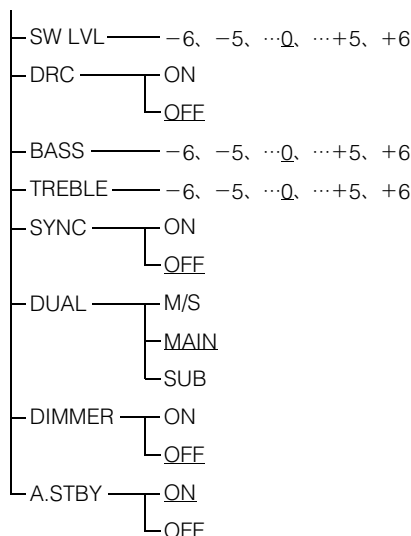 SW LVL −6、−5、…0、…+5、+6
DRC ON
OFF
BASS −6、−5、…0、…+5、+6
TREBLE −6、−5、…0、…+5、+6
SYNC ON
OFF
DUAL M/S
MAIN
SUB
DIMMER ON
OFF
A.STBY ON
OFF